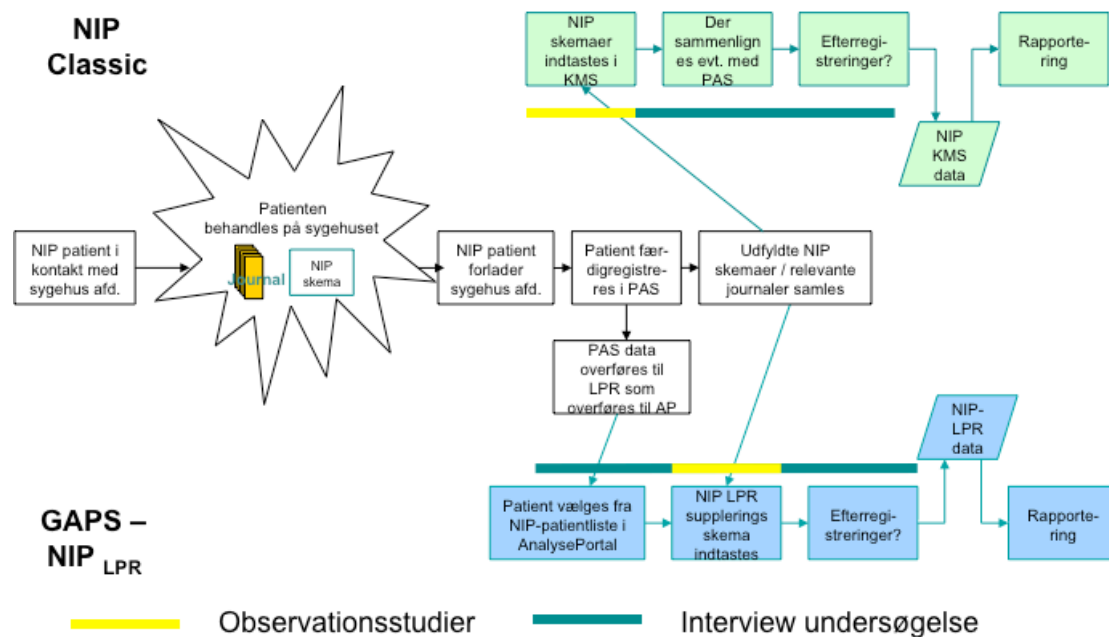 NIP
Classic
NIP
skemaer
indtastes i
KMS
Der
sammenlign
es evt. med
PAS
Efterregi-
streringer?
Rapporte-
ring
NIP
KMS
data
Patienten
behandles på sygehuset
Journal
NIP
skema
NIP patient i
kontakt med
sygehus afd.
NIP patient
forlader
sygehus afd.
Patient fær-
digregistre-
res i PAS
Udfyldte NIP
skemaer / relevante
journaler samles
PAS data
overføres til
LPR som
overføres til AP
NIP-
LPR
data
GAPS –
NIP LPR
Patient vælges fra
NIP-patientliste i
AnalysePortal
NIP LPR
supplerings
skema
indtastes
Efterregi-
streringer?
Rapporte-
ring
Observationsstudier
Interview undersøgelse